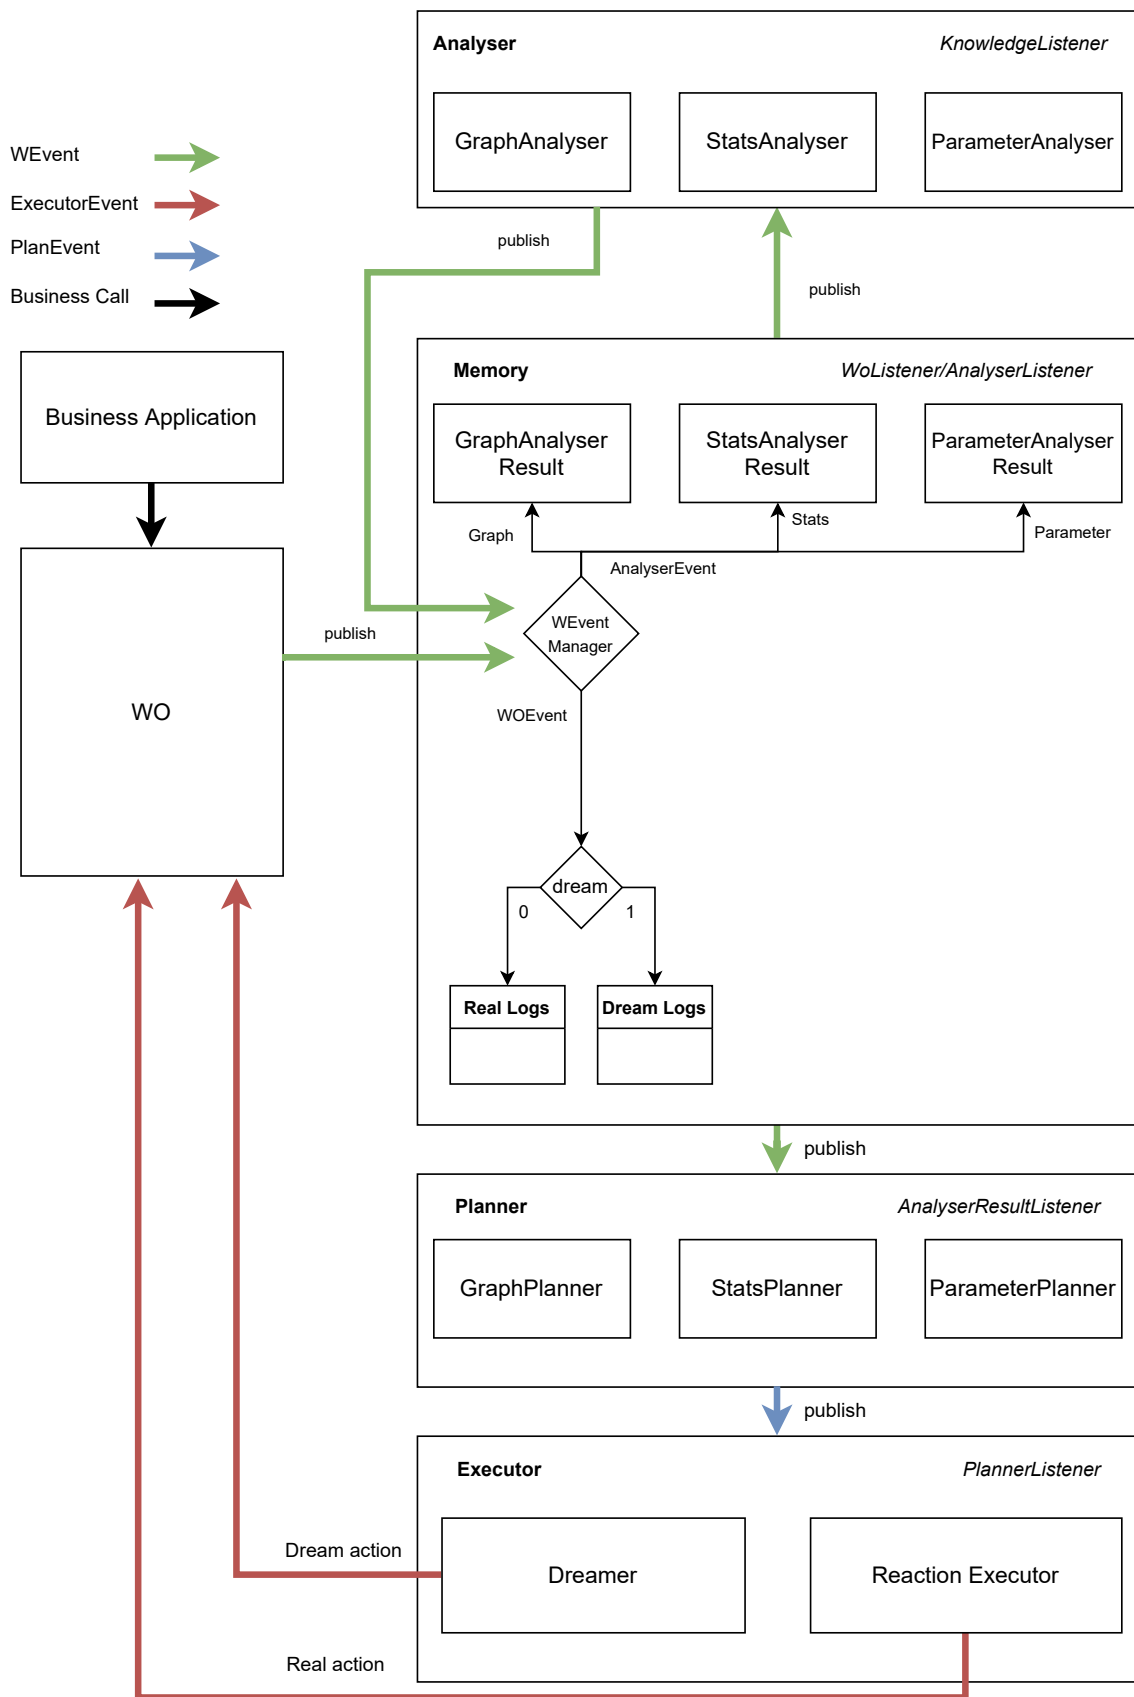 Analyser
KnowledgeListener
GraphAnalyser
StatsAnalyser
ParameterAnalyser
WEvent
ExecutorEvent
PlanEvent
Business Call
publish
publish
Business Application
Memory
WoListener/AnalyserListener
GraphAnalyser
Result
StatsAnalyser
Result
ParameterAnalyser
Result
Graph
Stats
Parameter
AnalyserEvent
WEvent
Manager
publish
WO
WOEvent
dream
0
1
Real Logs
Dream Logs
publish
Planner
AnalyserResultListener
GraphPlanner
StatsPlanner
ParameterPlanner
publish
Executor
PlannerListener
Dream action
Dreamer
Reaction Executor
Real action